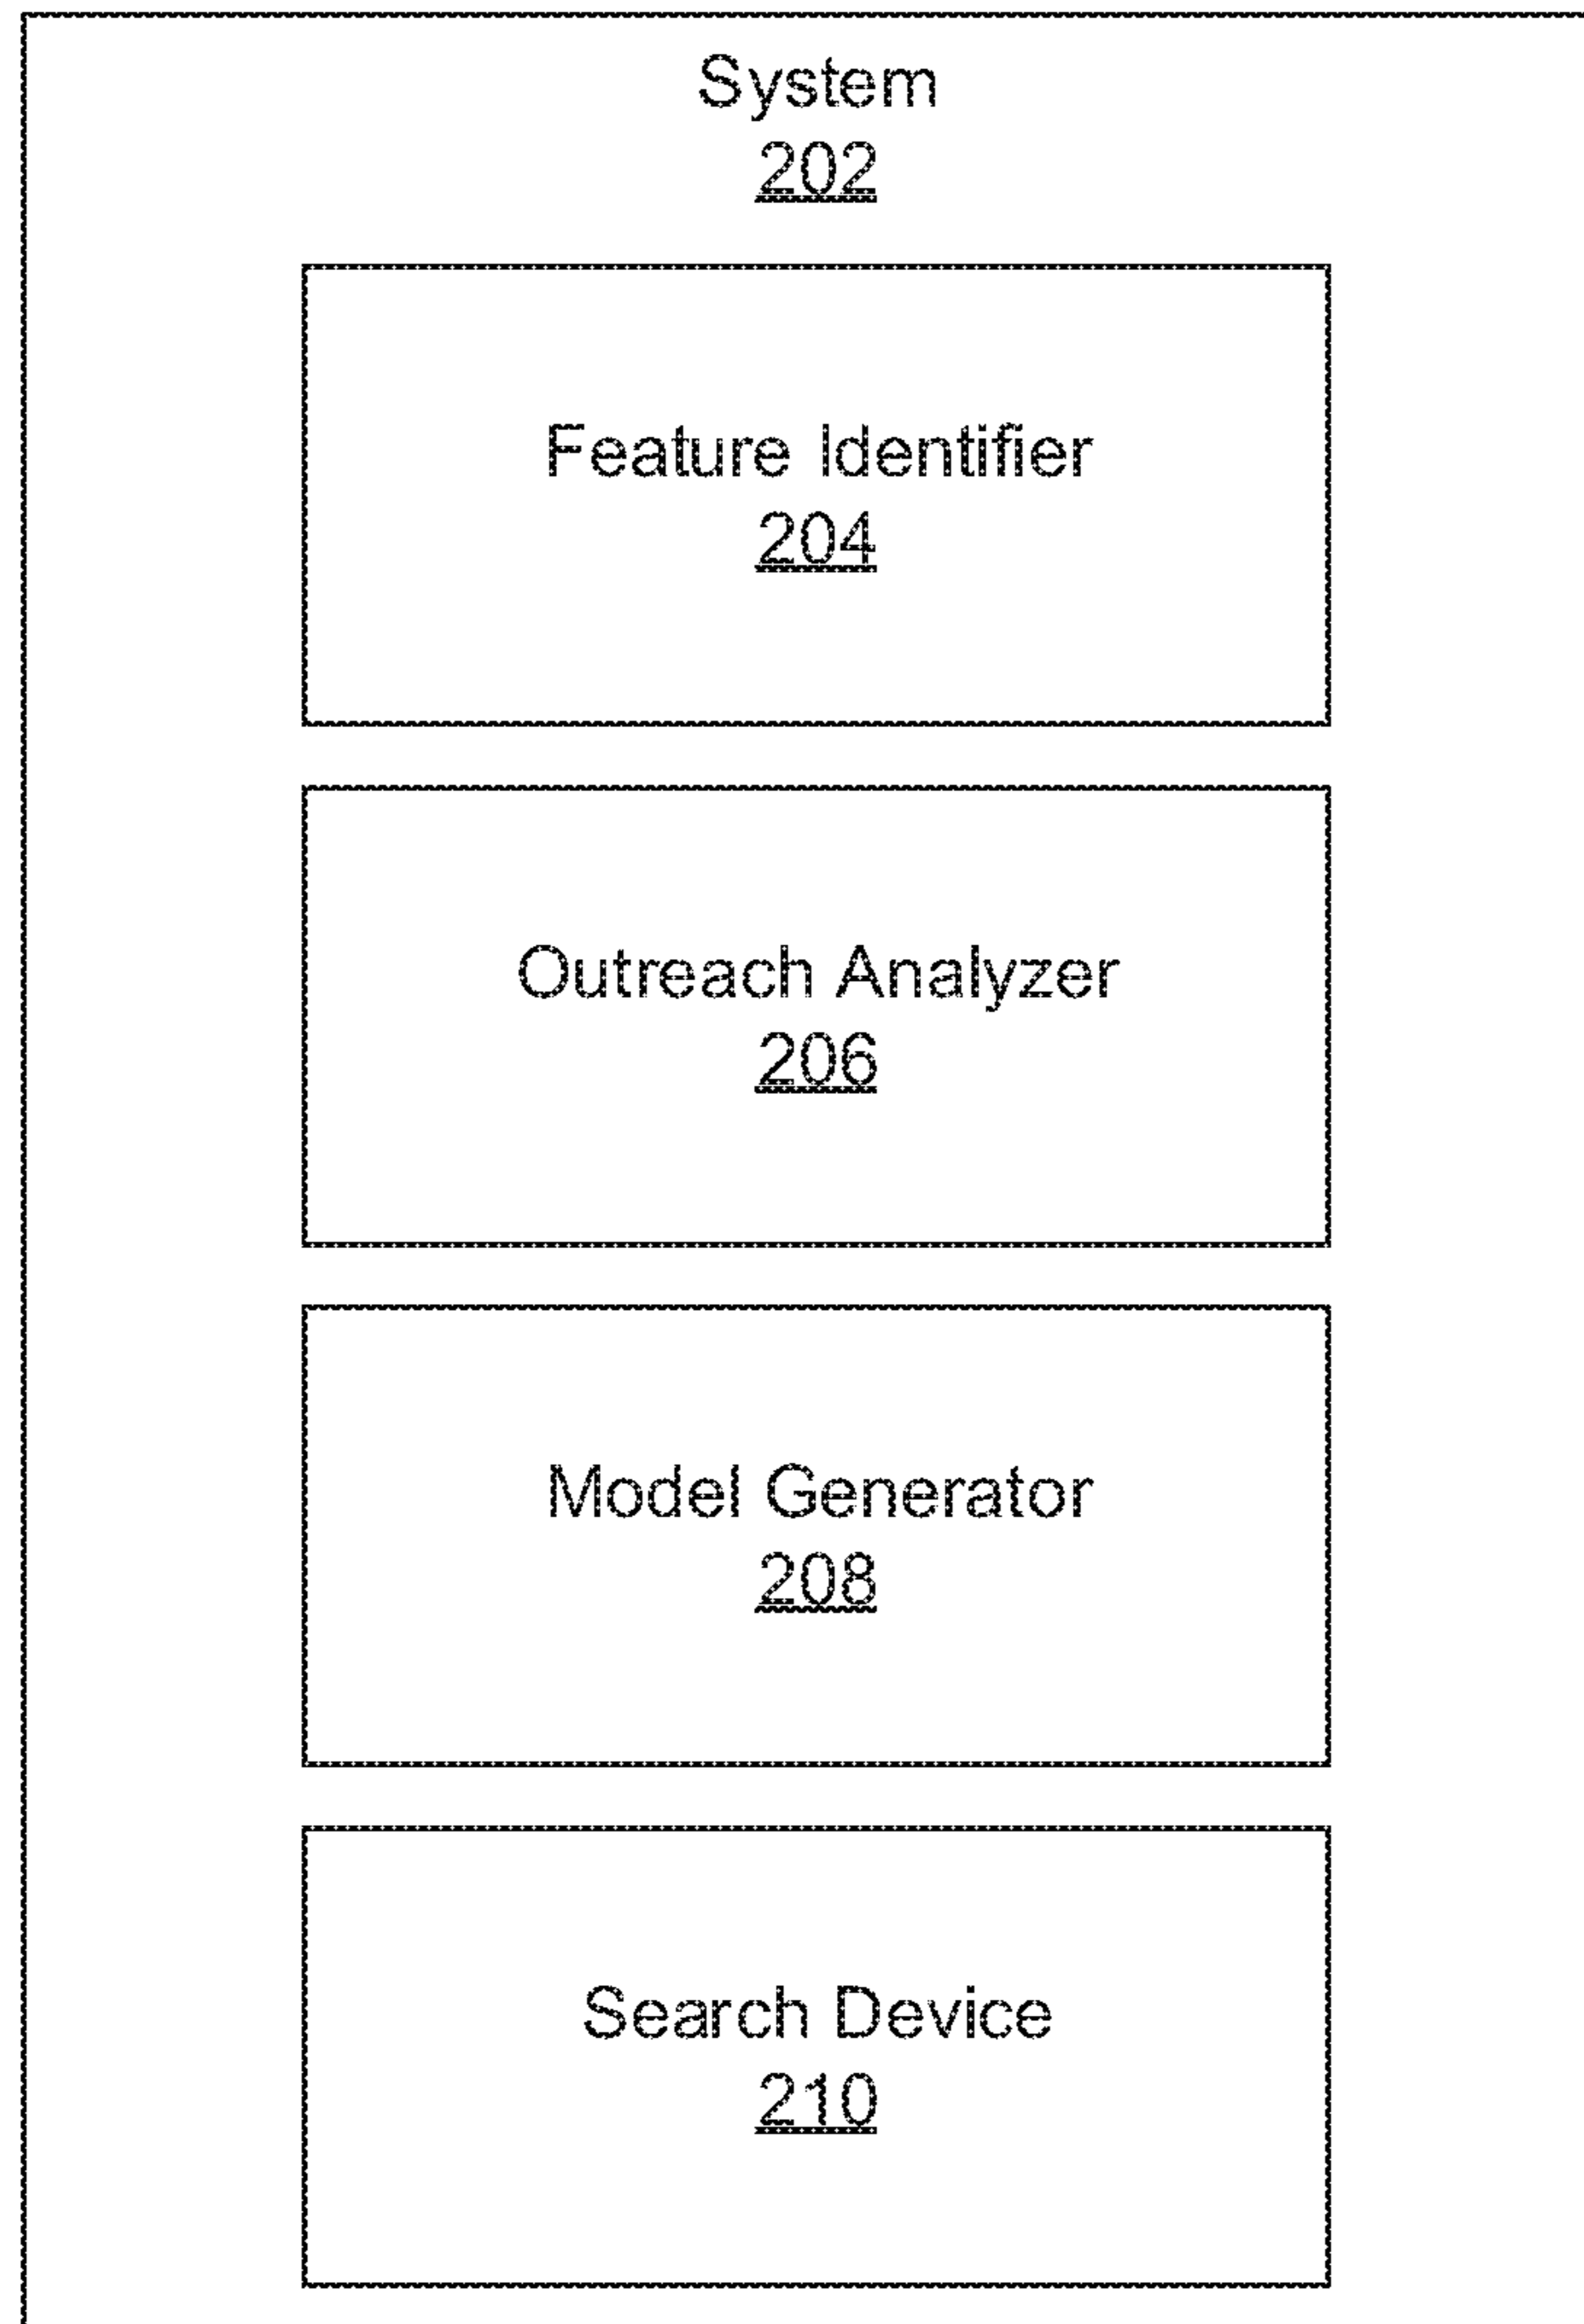 System
202
Feature Identifier
204
Outreach Analyzer
206
Model Generator
208
Search Device
210